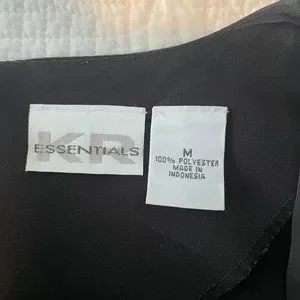 KR
ESSENTIALS
M
100% POLYESTER
MADE IN
INDONESIA